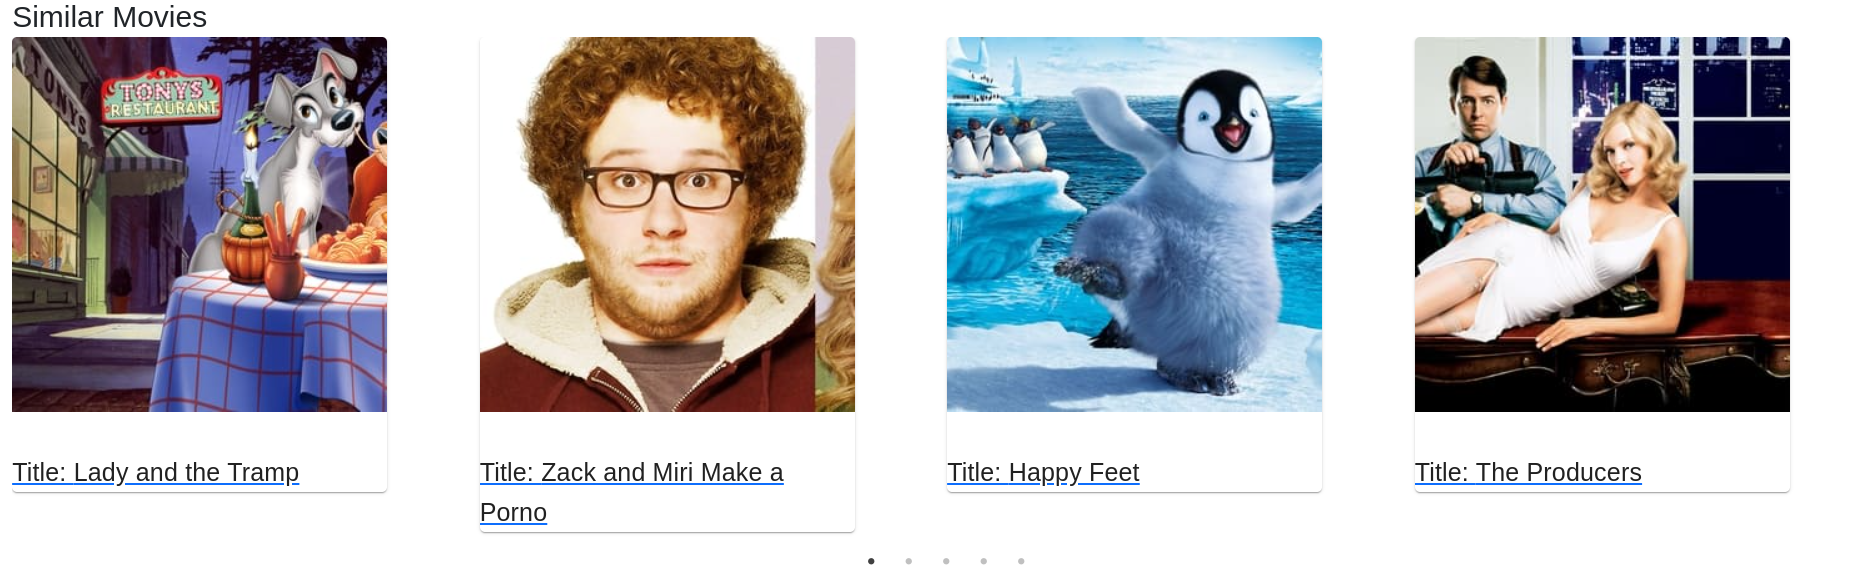 Similar Movies
TONY'S
TONYS
RESTAURANT
Title: Lady and the Tramp
Title: Zack and Miri Make a
Porno
Title: Happy Feet
Title: The Producers